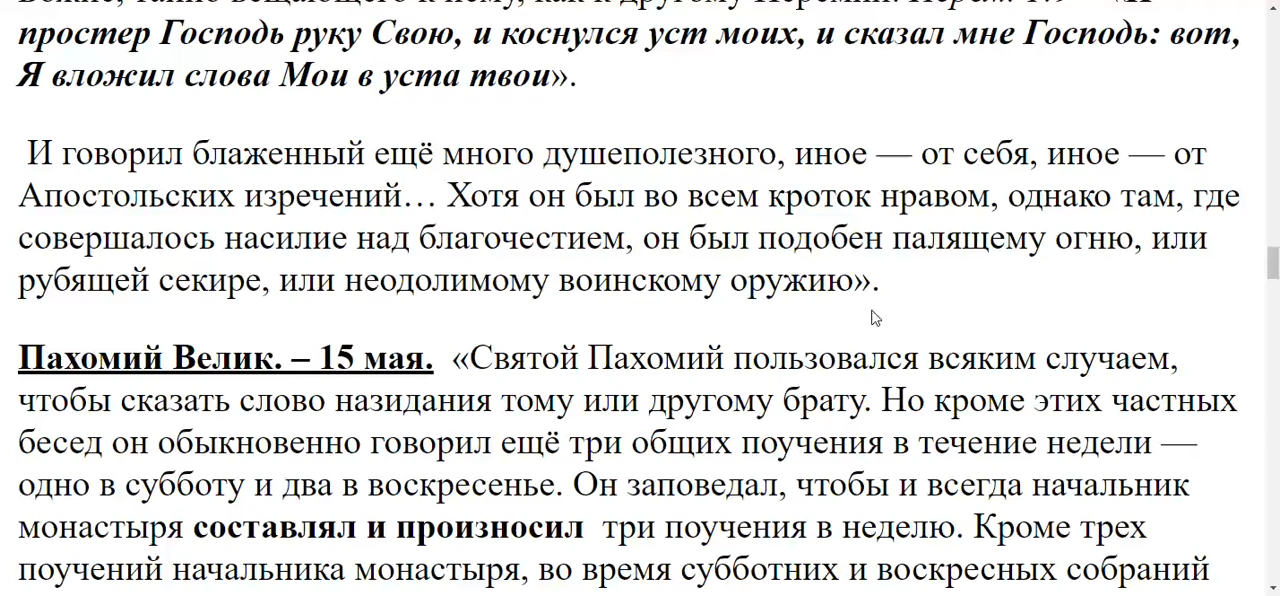 простер Господь руку Свою, и коснулся уст моих, и сказал мне Господь: вот,
Я вложил слова Мои в уста твои».
И говорил блаженный ещё много душеполезного, иное — от себя, иное — от
Апостольских изречений… Хотя он был во всем кроток нравом, однако там, где
совершалось насилие над благочестием, он был подобен палящему огню, или
рубящей секире, или неодолимому воинскому оружию».
Пахомий Велик. – 15 мая. «Святой Пахомий пользовался всяким случаем,
чтобы сказать слово назидания тому или другому брату. Но кроме этих частных
бесед он обыкновенно говорил ещё три общих поучения в течение недели —
одно в субботу и два в воскресенье. Он заповедал, чтобы и всегда начальник
монастыря составлял и произносил три поучения в неделю. Кроме трех
поучений начальника монастыря, во время субботних и воскресных собраний